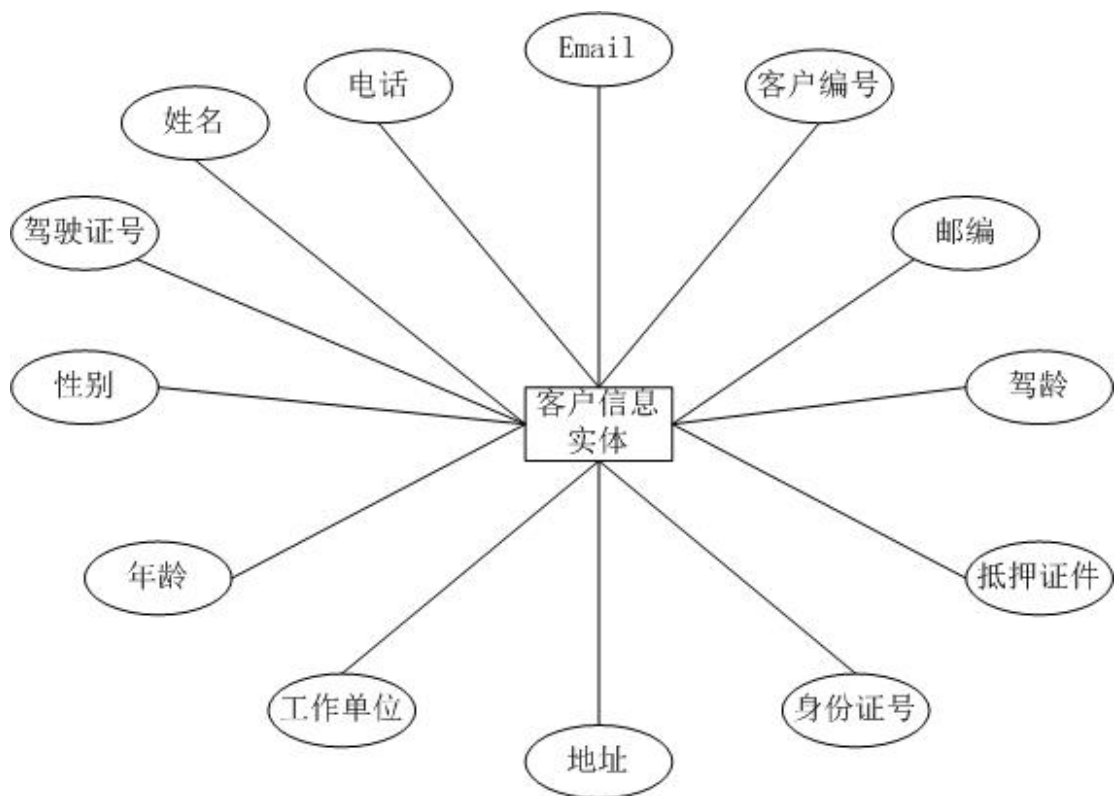 Email
电话
客户编号
姓名
驾驶证号
邮编
性别
驾龄
客户信息
实体
年龄
抵押证件
工作单位
身份证号
地址